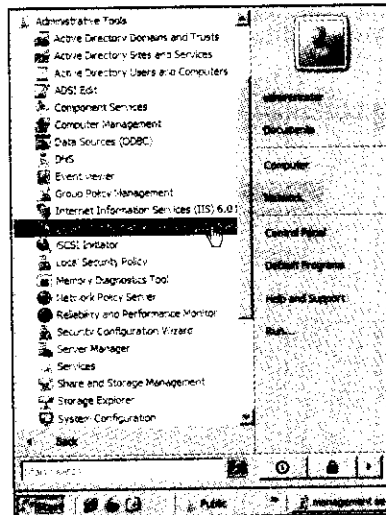 Administrative Tools
Active Directory Domains and Trusts
Active Directory Sites and Services
Active Directory Users and Computers
ADSI Edit
Component Services
Computer Management
Data Sources (ODBC)
DNS
Event Viewer
Group Policy Management
Internet Information Services (IIS) 6.0
iSCSI Initiator
Local Security Policy
Memory Diagnostics Tool
Network Policy Server
Reliability and Performance Monitor
Security Configuration Wizard
Server Manager
Services
Share and Storage Management
Storage Explorer
System Configuration
Back
administrator
Documents
Computer
Network
Control Panel
Default Programs
Help and Support
Run...
Start
Public
management